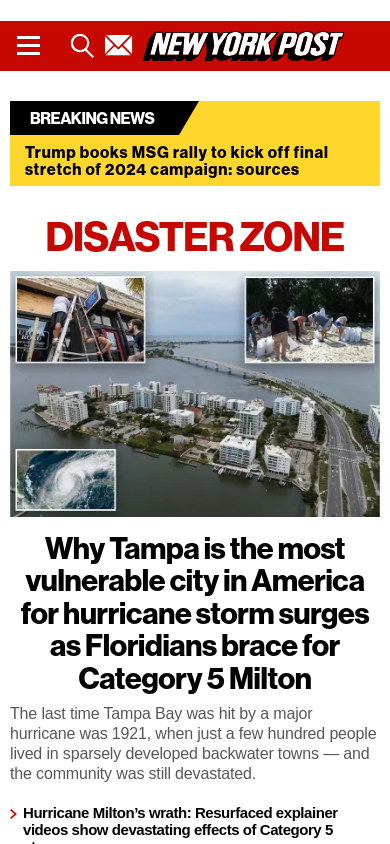 NEW YORK POST
BREAKING NEWS
Trump books MSG rally to kick off final
stretch of 2024 campaign: sources
DISASTER ZONE
Why Tampa is the most
vulnerable city in America
for hurricane storm surges
as Floridians brace for
Category 5 Milton
The last time Tampa Bay was hit by a major
hurricane was 1921, when just a few hundred people
lived in sparsely developed backwater towns — and
the community was still devastated.
Hurricane Milton’s wrath: Resurfaced explainer
videos show devastating effects of Category 5